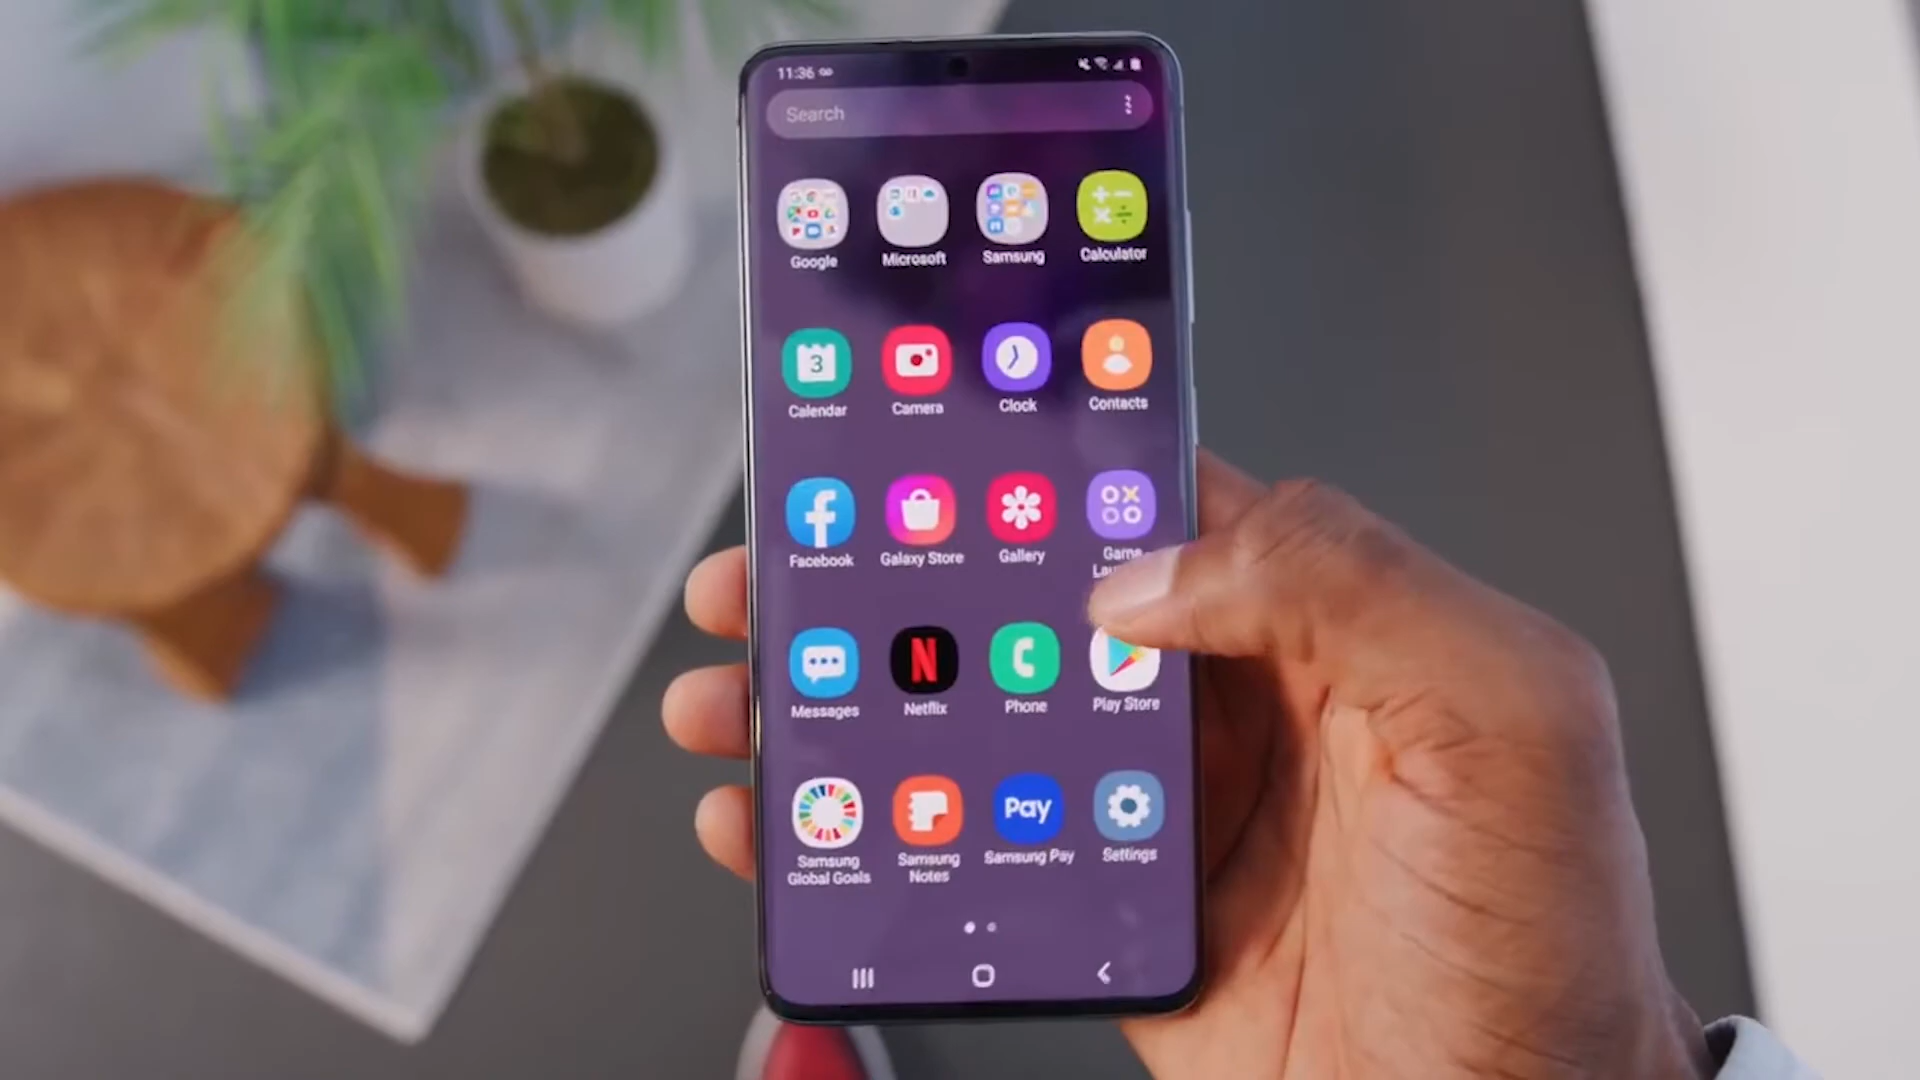 11:36
Search
Google Microsoft Samsung Calculator
3
Calendar Camera Clock Contacts
Facebook Galaxy Store Gallery Game
N
Messages Netflix Phone Play Store
Pay
Samsung Samsung Samsung Pay Settings
Global Goals Notes